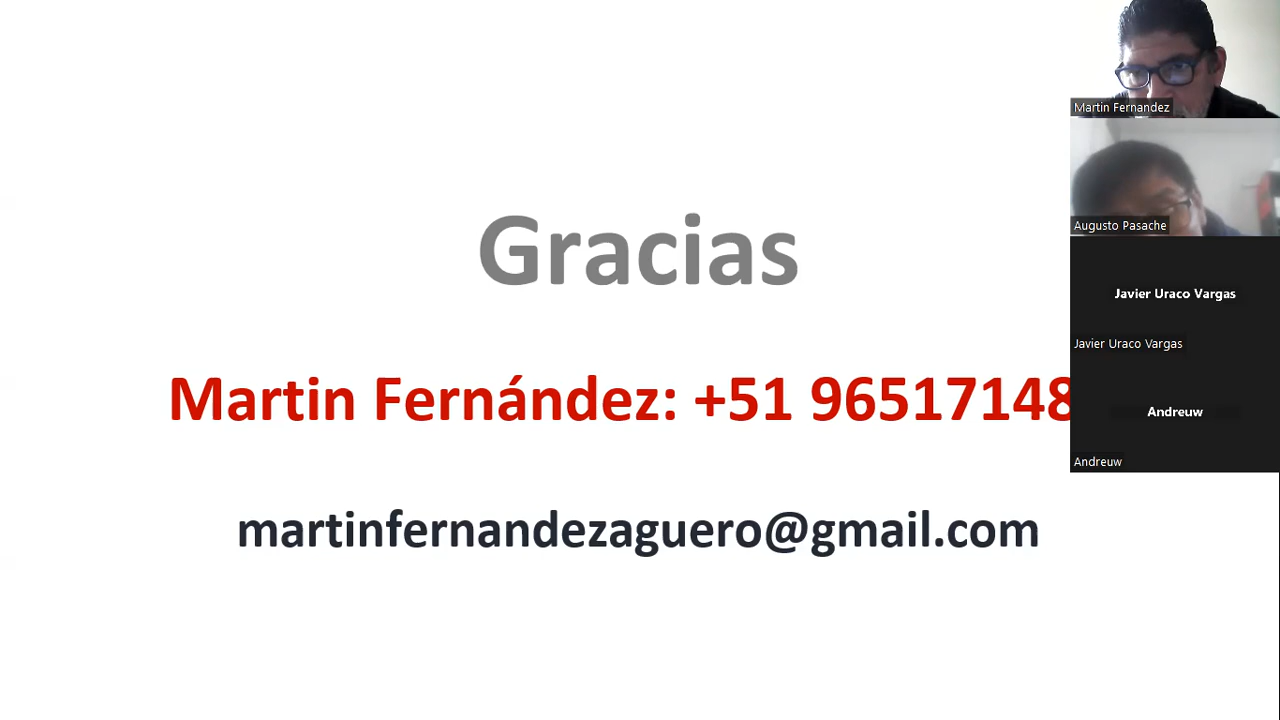 Gracias
Martin Fernández: +51 96517148
martinfernandezaguero@gmail.com
Martin Fernandez
Augusto Pasache
Javier Uraco Vargas
Javier Uraco Vargas
Andreuw
Andreuw